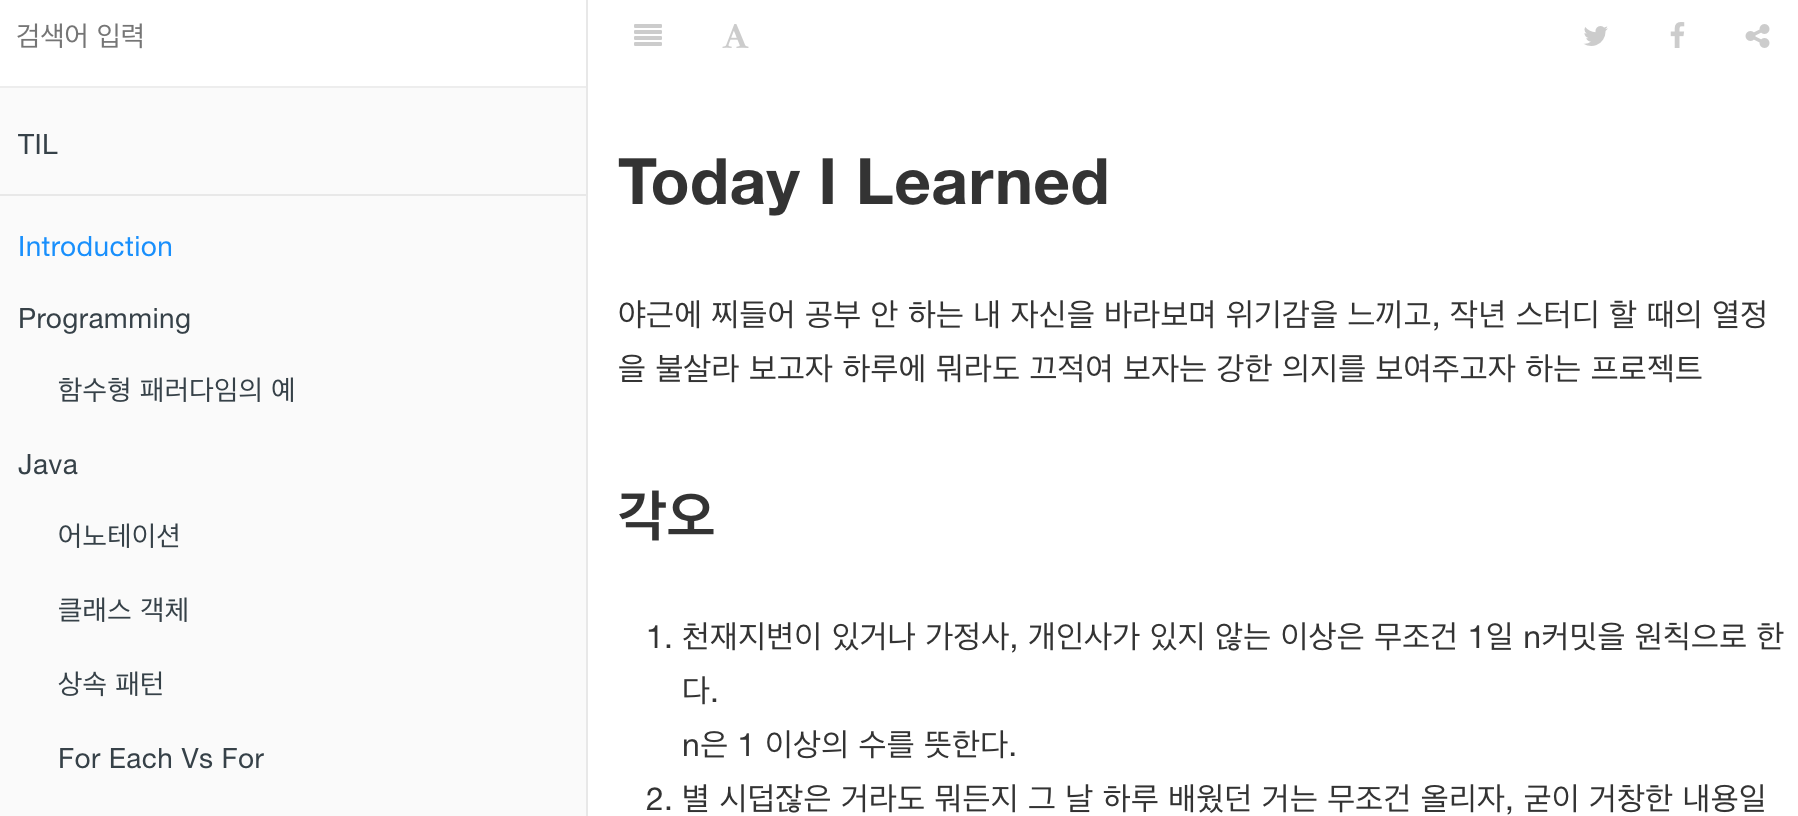 검색어 입력
TIL
Introduction
Programming
함수형 패러다임의 예
Java
어노테이션
클래스 객체
상속 패턴
For Each Vs For
A
Today I Learned
야근에 찌들어 공부 안 하는 내 자신을 바라보며 위기감을 느끼고, 작년 스터디 할 때의 열정
을 불살라 보고자 하루에 뭐라도 끄적여 보자는 강한 의지를 보여주고자 하는 프로젝트
각오
1. 천재지변이 있거나 가정사, 개인사가 있지 않는 이상은 무조건 1일 n커밋을 원칙으로 한
다.
n은 1 이상의 수를 뜻한다.
2. 별 시덥잖은 거라도 뭐든지 그 날 하루 배웠던 거는 무조건 올리자, 굳이 거창한 내용일